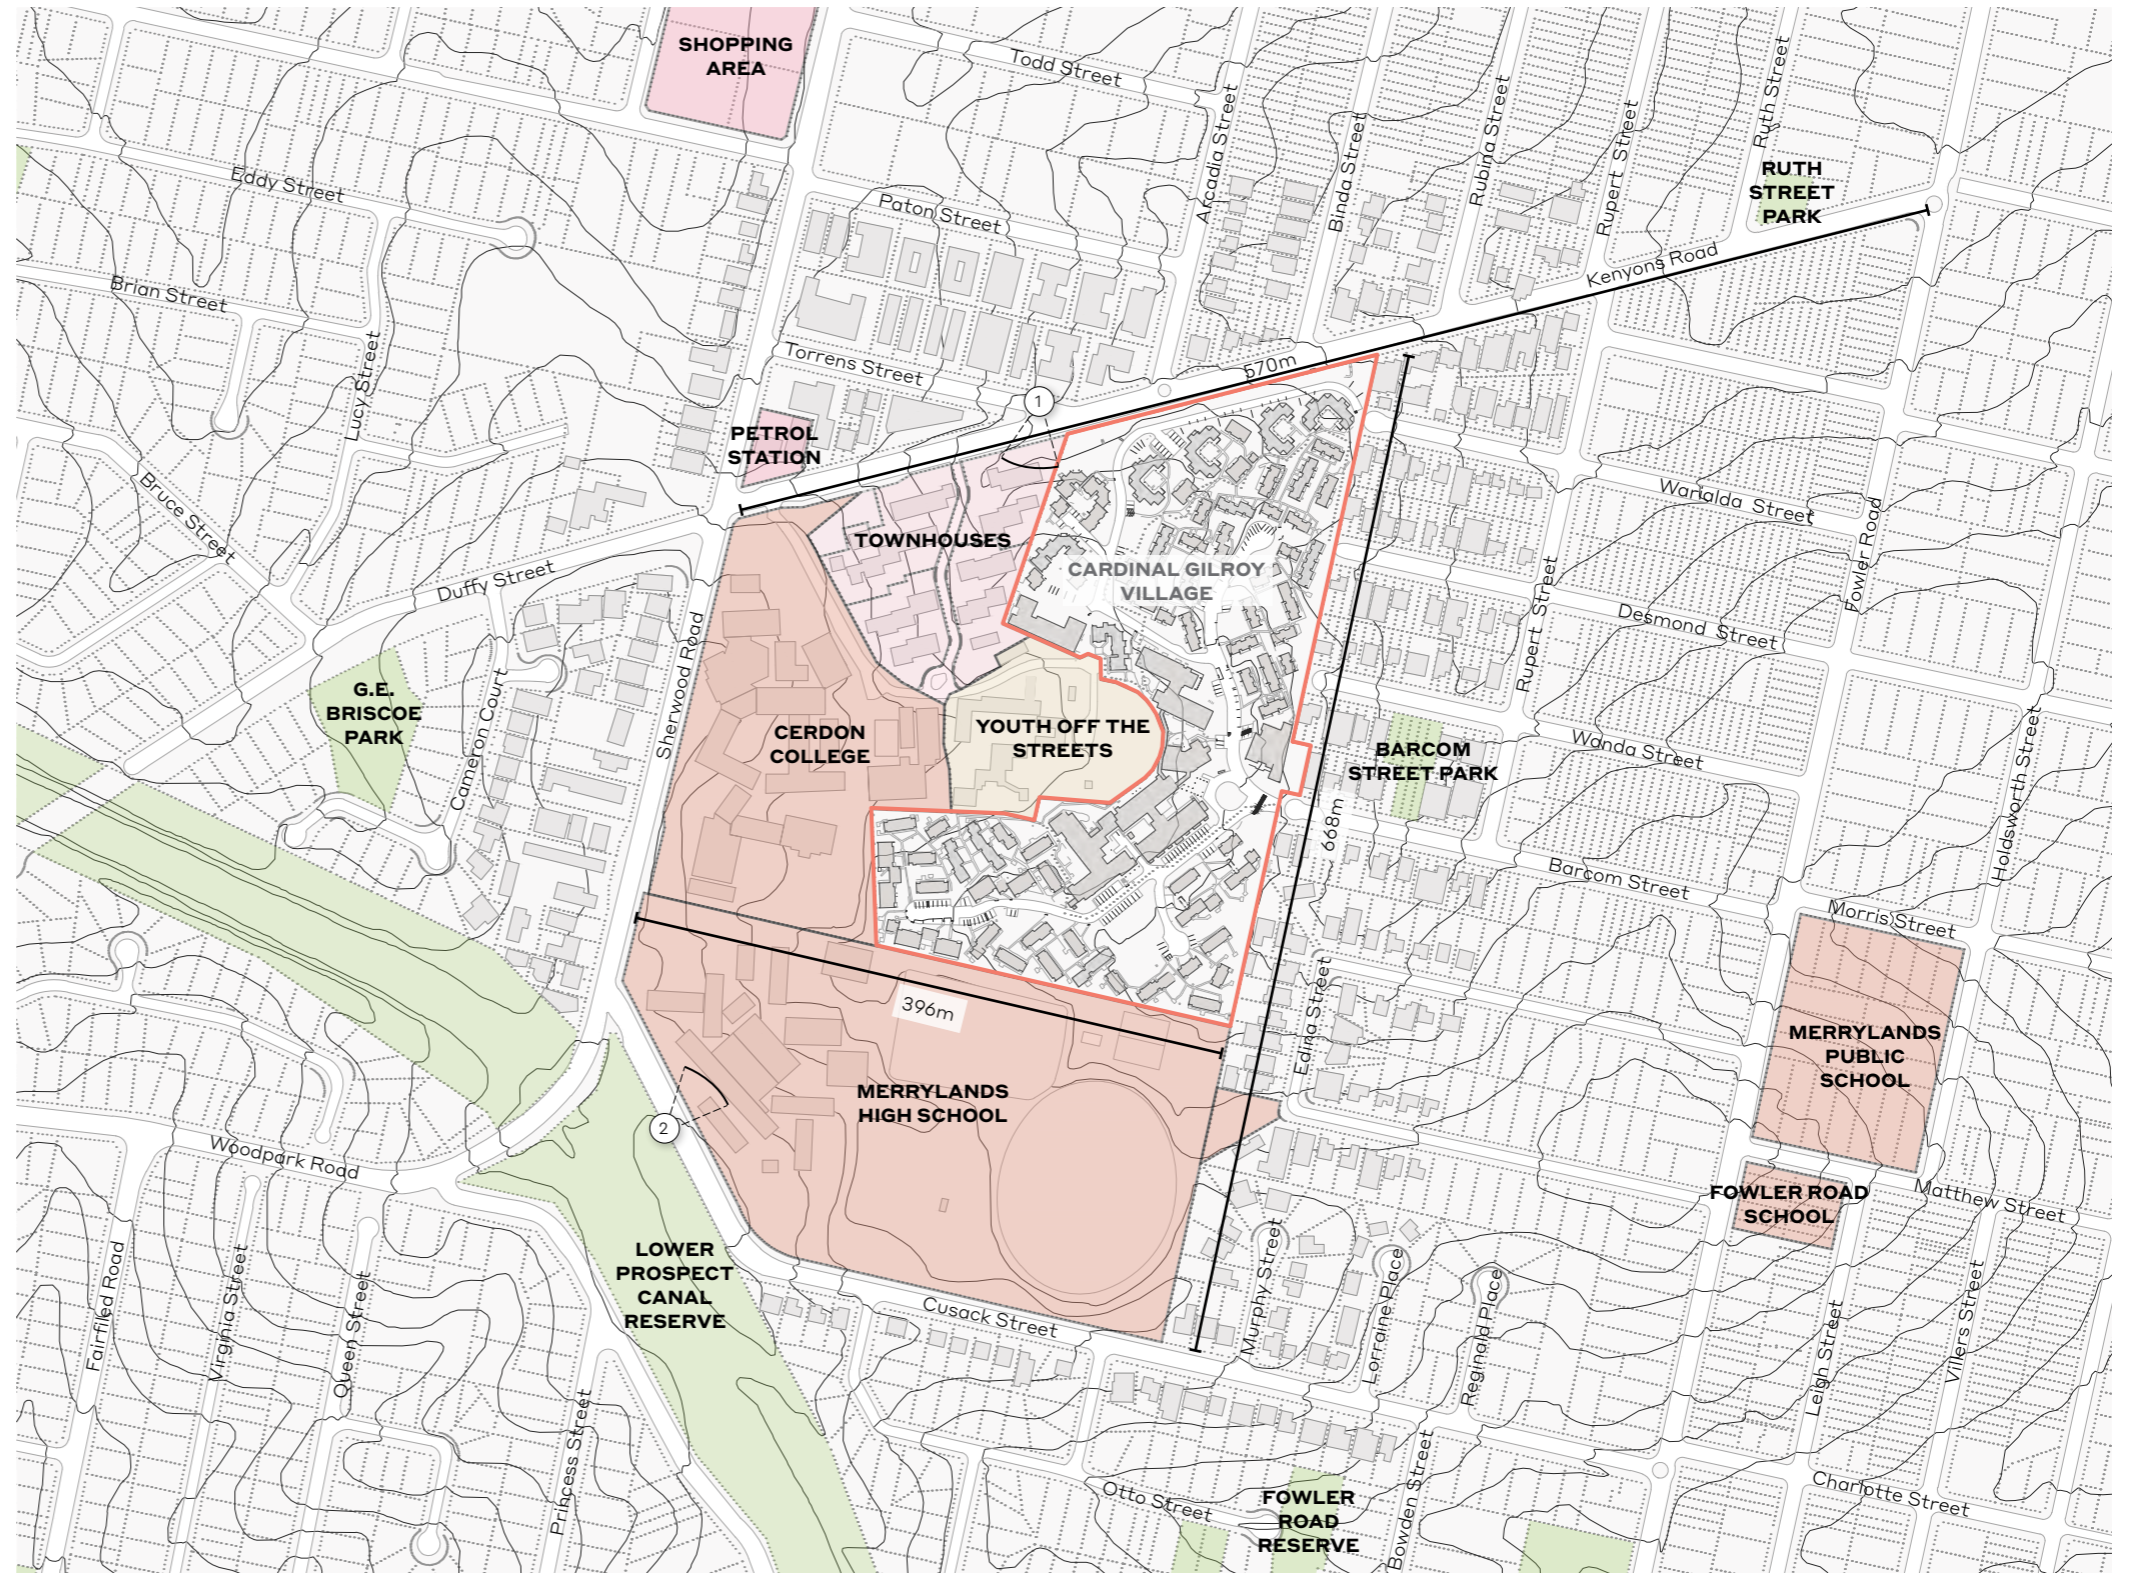 SHOPPING
AREA
Todd Street
Arcadia Street
Binda Street
Rubina Street
Rupert Street
Ruth Street
RUTH
STREET
PARK
Eddy Street
Paton Street
Kenyons Road
Brian Street
Lucy Street
Torrens Street
570m
1
PETROL
STATION
Bruce Street
Warialda Street
Fowler Road
TOWNHOUSES
CARDINAL GILROY
VILLAGE
Duffy Street
Rupert Street
Desmond Street
Sherwood Road
Cameron Court
G.E.
BRISCOE
PARK
CERDON
COLLEGE
YOUTH OFF THE
STREETS
BARCOM
STREET PARK
Wanda Street
Holdsworth Street
668m
Barcom Street
Morris Street
396m
Edina Street
MERRYLANDS
PUBLIC
SCHOOL
MERRYLANDS
HIGH SCHOOL
2
Woodpark Road
FOWLER ROAD
SCHOOL
Matthew Street
LOWER
PROSPECT
CANAL
RESERVE
Fairfiled Road
Virginia Street
Queen Street
Princess Street
Cusack Street
Murphy Street
Lorraine Place
Reginald Place
Leigh Street
Villers Street
Otto Street
FOWLER
ROAD
RESERVE
Bowden Street
Charlotte Street